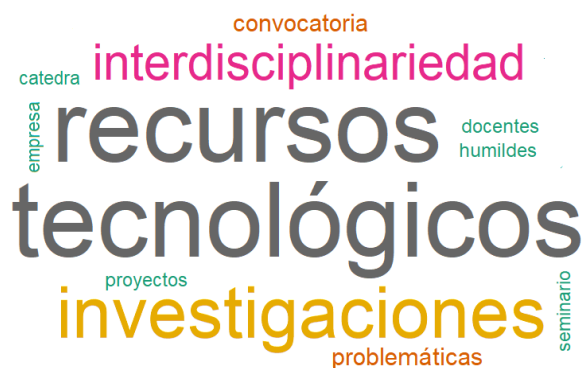 convocatoria
interdisciplinariedad
catedra
empresa
recursos
docentes
humildes
tecnológicos
proyectos
investigaciones
seminario
problemáticas